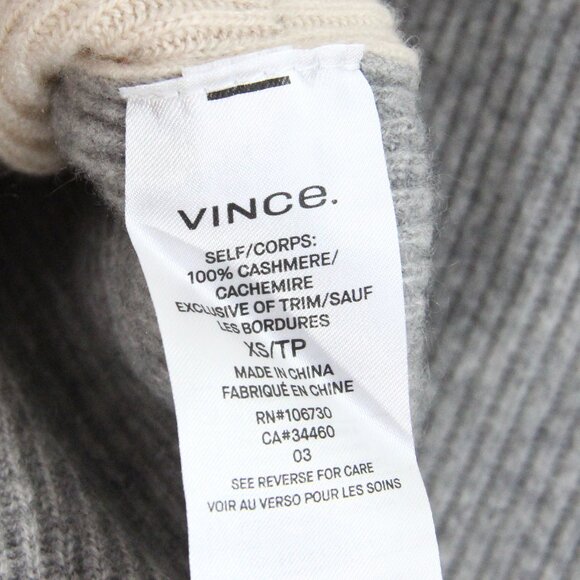 VINCe.
SELF/CORPS:
100% CASHMERE/
CACHEMIRE
EXCLUSIVE OF TRIM/SAUF
LES BORDURES
XS/TP
MADE IN CHINA
FABRIQUÉ EN CHINE
RN#106730
CA#34460
03
SEE REVERSE FOR CARE
VOIR AU VERSO POUR LES SOINS